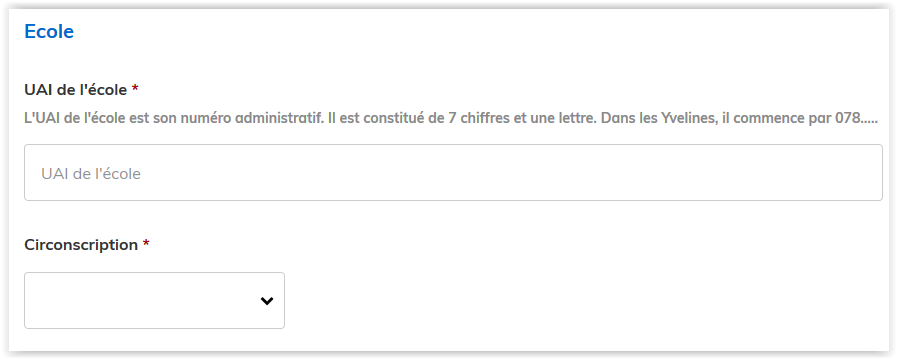 Ecole
UAI de l'école *
L'UAI de l'école est son numéro administratif. Il est constitué de 7 chiffres et une lettre. Dans les Yvelines, il commence par 078.....
UAI de l'école
Circonscription *